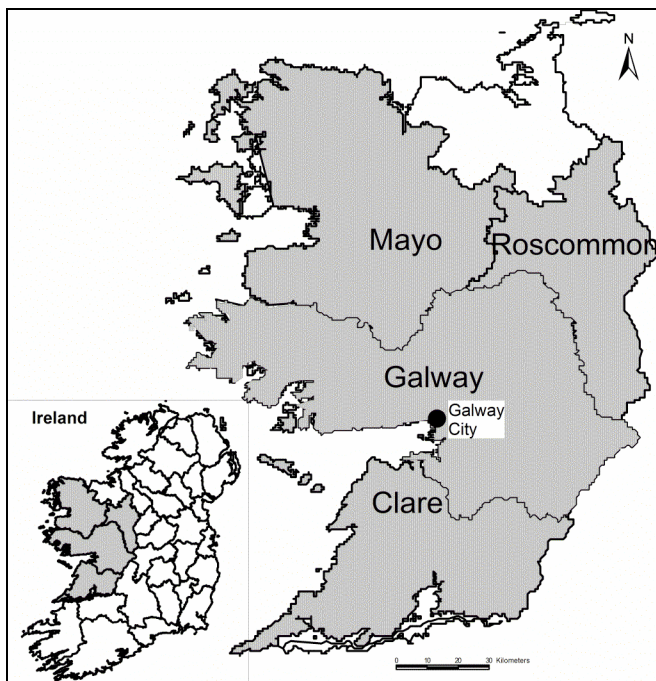 N
Mayo
Roscommon
Galway
Galway
City
Ireland
Clare
0 10 20 30 Kilometers